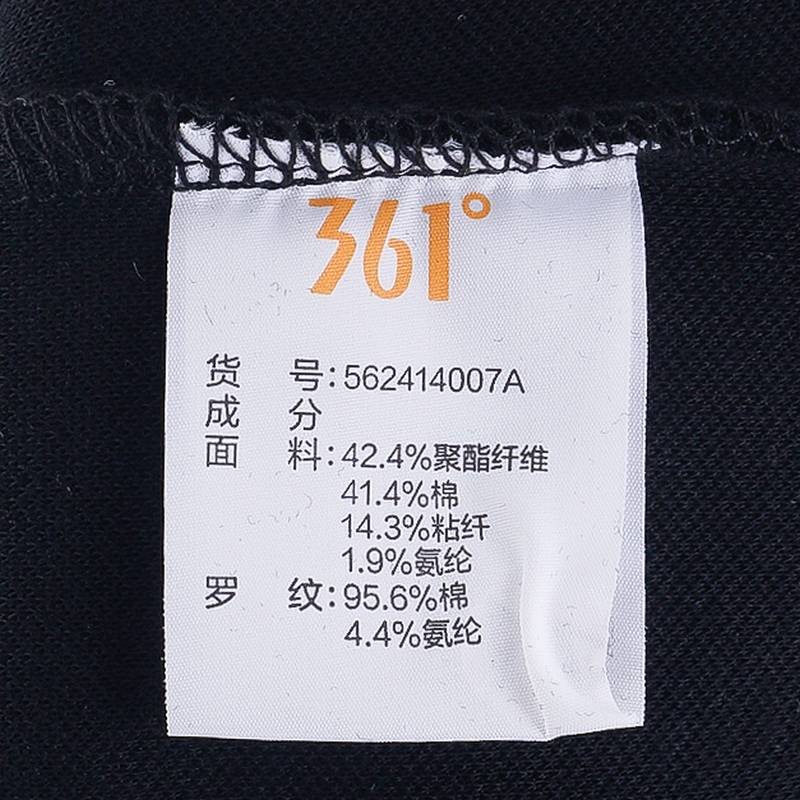 361°
货 号:562414007A
成 分
面 料:42.4%聚酯纤维
41.4%棉
14.3%粘纤
1.9%氨纶
罗 纹:95.6%棉
4.4%氨纶